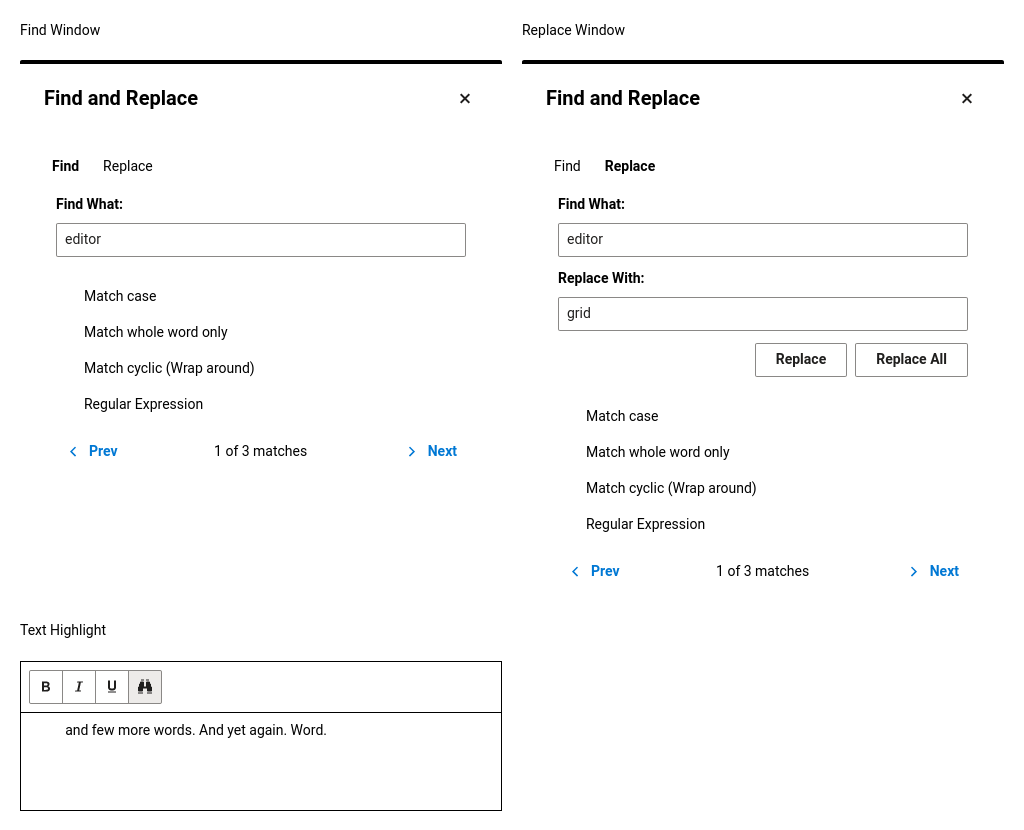 Find Window
Find and Replace
Find Replace
Find What:
editor
Match case
Match whole word only
Match cyclic (Wrap around)
Regular Expression
Prev 1 of 3 matches Next
Replace Window
Find and Replace
Find Replace
Find What:
editor
Replace With:
grid
Replace Replace All
Match case
Match whole word only
Match cyclic (Wrap around)
Regular Expression
Prev 1 of 3 matches Next
Text Highlight
B I U
and few more words. And yet again. Word.